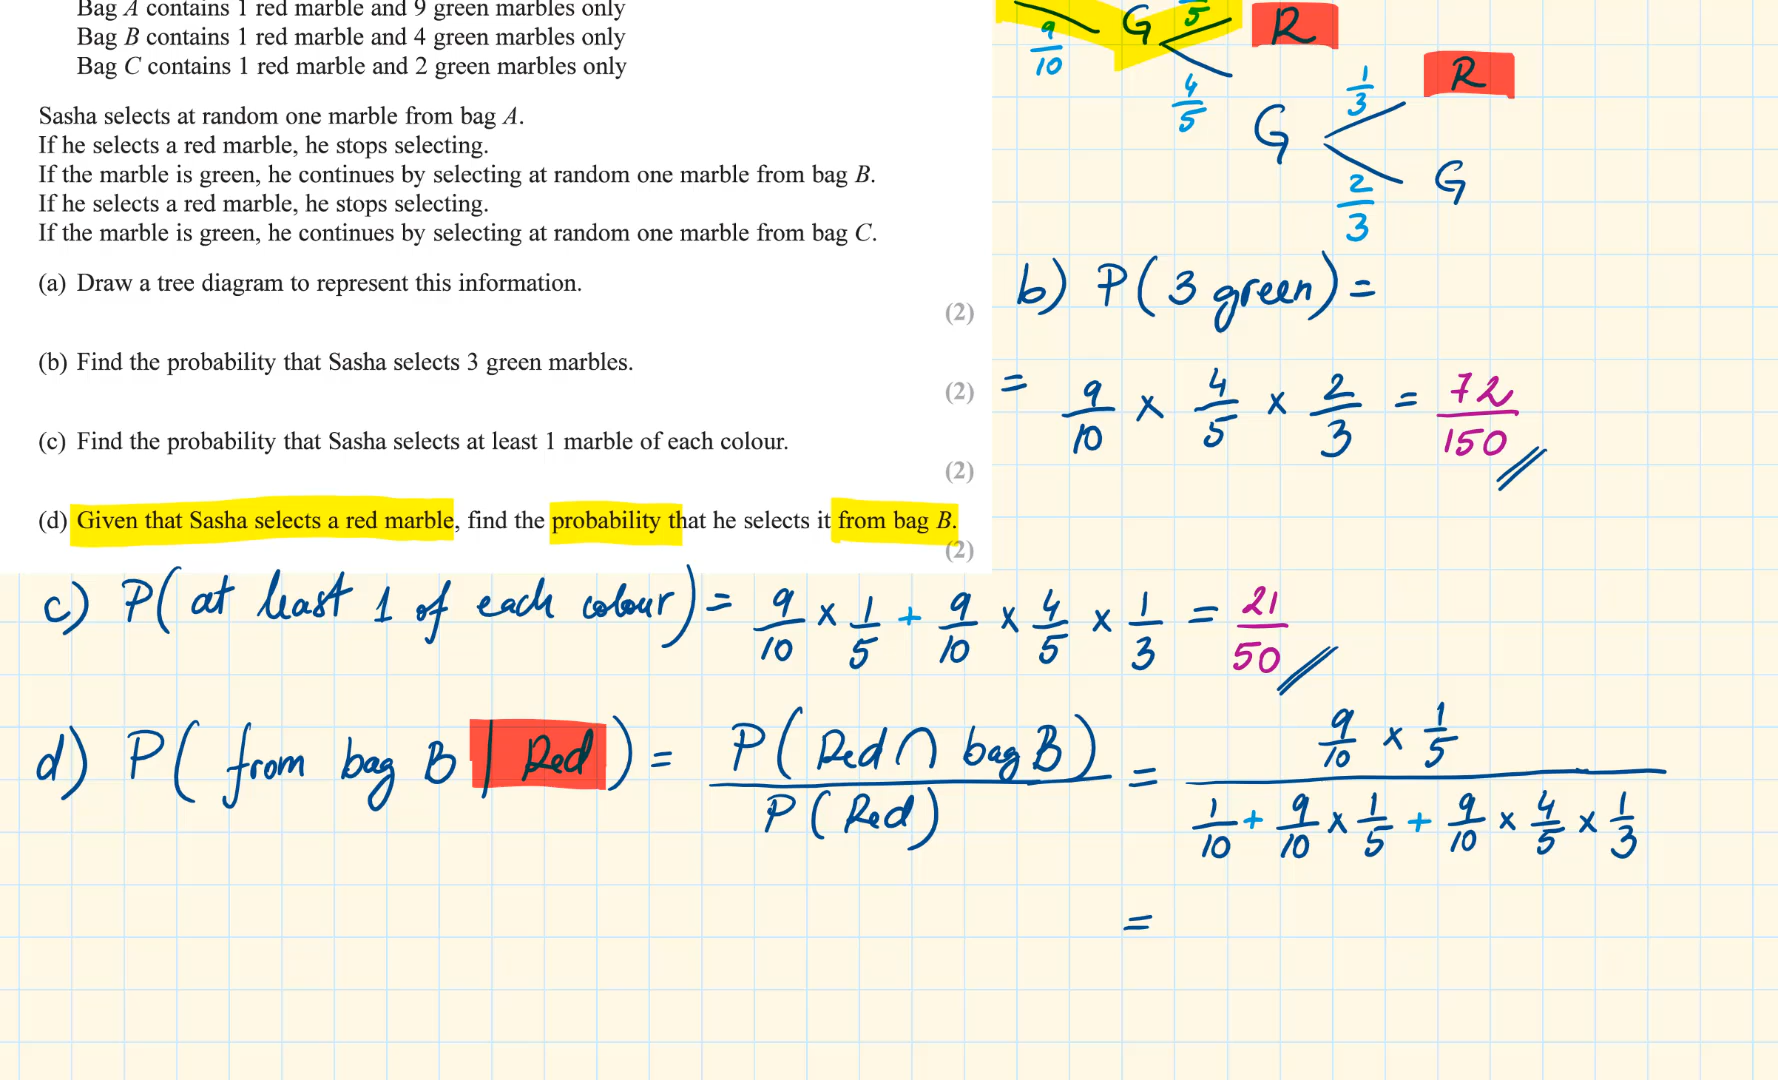 Bag A contains 1 red marble and 9 green marbles only
Bag B contains 1 red marble and 4 green marbles only
Bag C contains 1 red marble and 2 green marbles only
Sasha selects at random one marble from bag A.
If he selects a red marble, he stops selecting.
If the marble is green, he continues by selecting at random one marble from bag B.
If he selects a red marble, he stops selecting.
If the marble is green, he continues by selecting at random one marble from bag C.
(a) Draw a tree diagram to represent this information.
(2)
(b) Find the probability that Sasha selects 3 green marbles.
(2)
(c) Find the probability that Sasha selects at least 1 marble of each colour.
(2)
(d) Given that Sasha selects a red marble, find the probability that he selects it from bag B.
(2)
9/10 G 5 R
4/5 G 1/3 R
2/3 G
b) P(3 green) =
= 9/10 × 4/5 × 2/3 = 72/150
c) P(at least 1 of each colour) = 9/10 × 1/5 + 9/10 × 4/5 × 1/3 = 21/50
d) P(from bag B | Red) = P(Red ∩ bag B) / P(Red) = (9/10 × 1/5) / (1/10 + 9/10 × 1/5 + 9/10 × 4/5 × 1/3)
=